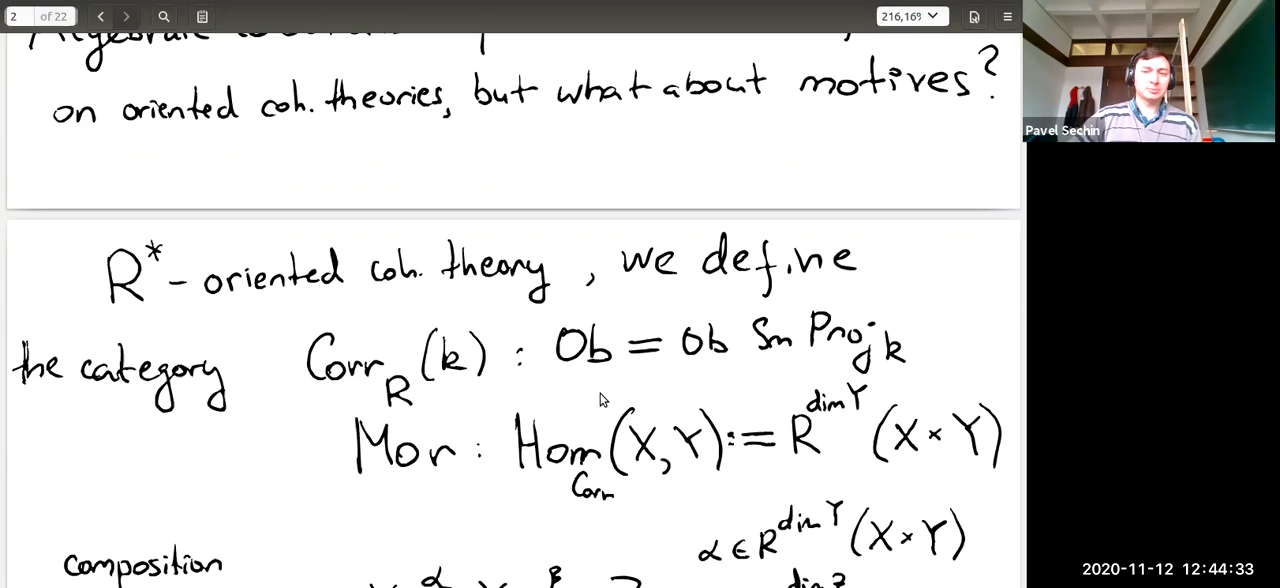 2 of 22
216,16%
on oriented coh. theories, but what about motives?
R* - oriented coh. theory, we define
the category Corr_R (k) : Ob = Ob Sm Proj_k
Mor : Hom_Corr (X, Y) := R^dim Y (X × Y)
α ∈ R^dim Y (X × Y)
composition
α β
dim Z
Pavel Sechin
2020-11-12 12:44:33